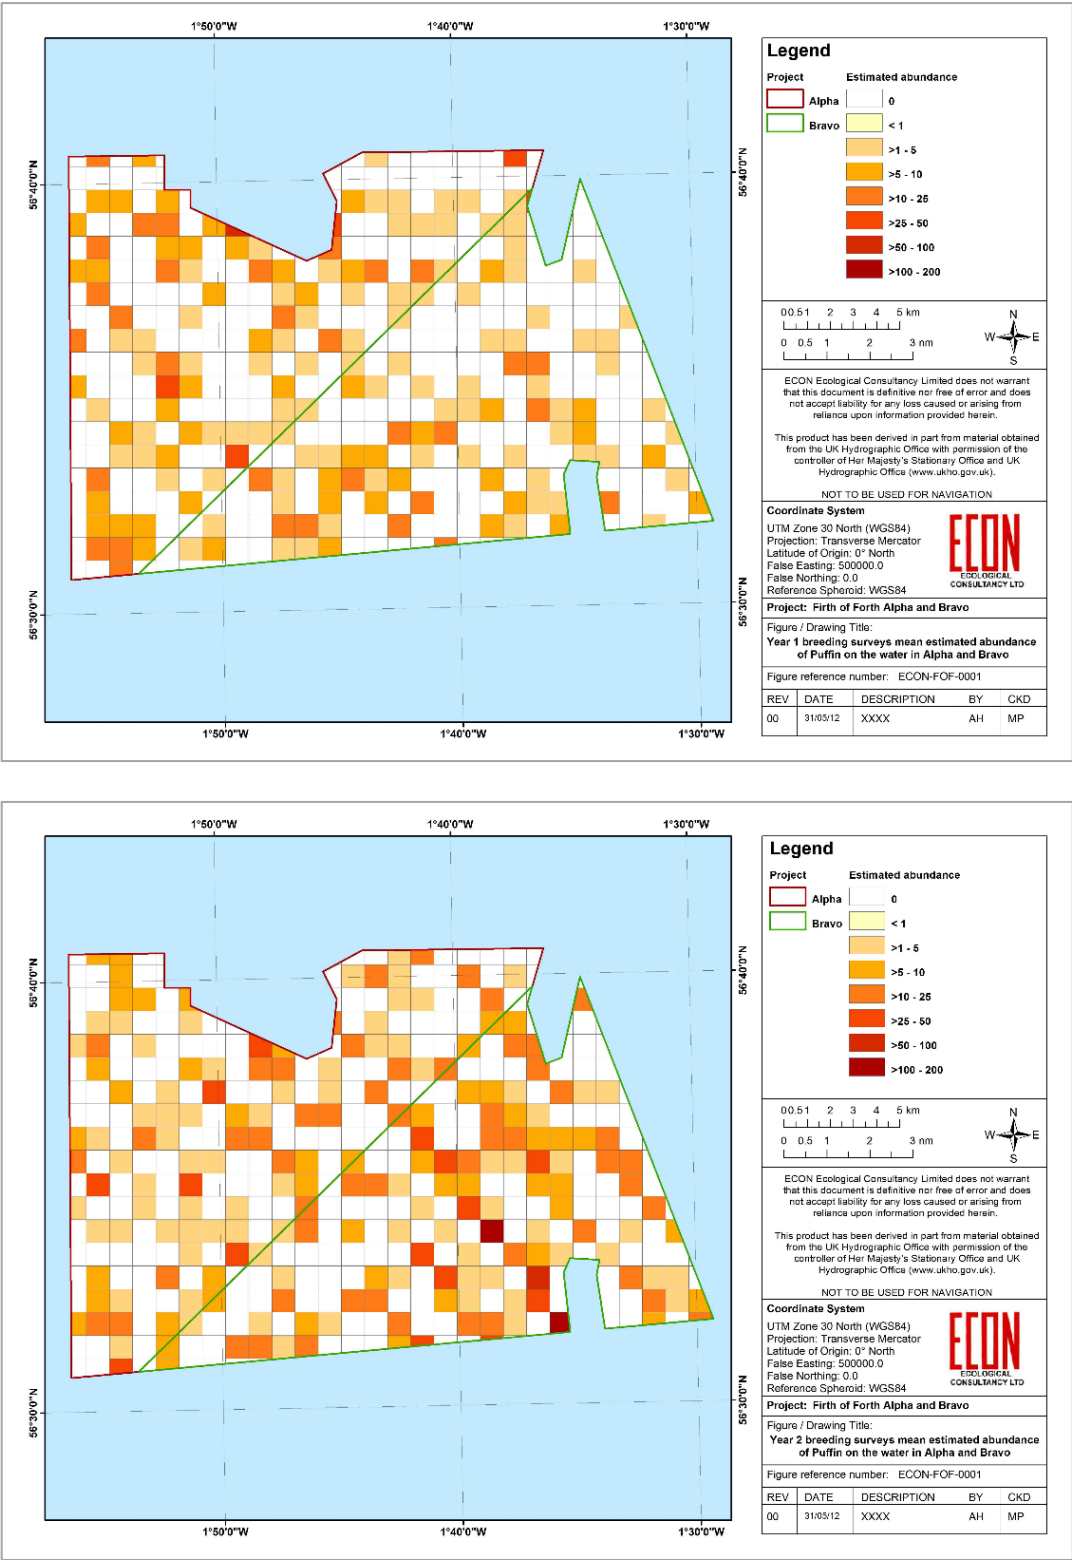 1°50'0"W
1°40'0"W
1°30'0"W
56°40'0"N
56°40'0"N
56°30'0"N
56°30'0"N
1°50'0"W
1°40'0"W
1°30'0"W
Legend
Project
Estimated abundance
Alpha
0
Bravo
< 1
>1 - 5
>5 - 10
>10 - 25
>25 - 50
>50 - 100
>100 - 200
0 0.5 1 2 3 4 5 km
0 0.5 1 2 3 nm
N
W E
S
ECON Ecological Consultancy Limited does not warrant
that this document is definitive nor free of error and does
not accept liability for any loss caused or arising from
reliance upon information provided herein.
This product has been derived in part from material obtained
from the UK Hydrographic Office with permission of the
controller of Her Majesty's Stationary Office and UK
Hydrographic Office (www.ukho.gov.uk).
NOT TO BE USED FOR NAVIGATION
Coordinate System
UTM Zone 30 North (WGS84)
Projection: Transverse Mercator
Latitude of Origin: 0° North
False Easting: 500000.0
False Northing: 0.0
Reference Spheroid: WGS84
ECON
ECOLOGICAL
CONSULTANCY LTD
Project: Firth of Forth Alpha and Bravo
Figure / Drawing Title:
Year 1 breeding surveys mean estimated abundance
of Puffin on the water in Alpha and Bravo
Figure reference number: ECON-FOF-0001
REV DATE DESCRIPTION BY CKD
00 31/05/12 XXXX AH MP
1°50'0"W
1°40'0"W
1°30'0"W
56°40'0"N
56°40'0"N
56°30'0"N
56°30'0"N
1°50'0"W
1°40'0"W
1°30'0"W
Legend
Project
Estimated abundance
Alpha
0
Bravo
< 1
>1 - 5
>5 - 10
>10 - 25
>25 - 50
>50 - 100
>100 - 200
0 0.5 1 2 3 4 5 km
0 0.5 1 2 3 nm
N
W E
S
ECON Ecological Consultancy Limited does not warrant
that this document is definitive nor free of error and does
not accept liability for any loss caused or arising from
reliance upon information provided herein.
This product has been derived in part from material obtained
from the UK Hydrographic Office with permission of the
controller of Her Majesty's Stationary Office and UK
Hydrographic Office (www.ukho.gov.uk).
NOT TO BE USED FOR NAVIGATION
Coordinate System
UTM Zone 30 North (WGS84)
Projection: Transverse Mercator
Latitude of Origin: 0° North
False Easting: 500000.0
False Northing: 0.0
Reference Spheroid: WGS84
ECON
ECOLOGICAL
CONSULTANCY LTD
Project: Firth of Forth Alpha and Bravo
Figure / Drawing Title:
Year 2 breeding surveys mean estimated abundance
of Puffin on the water in Alpha and Bravo
Figure reference number: ECON-FOF-0001
REV DATE DESCRIPTION BY CKD
00 31/05/12 XXXX AH MP